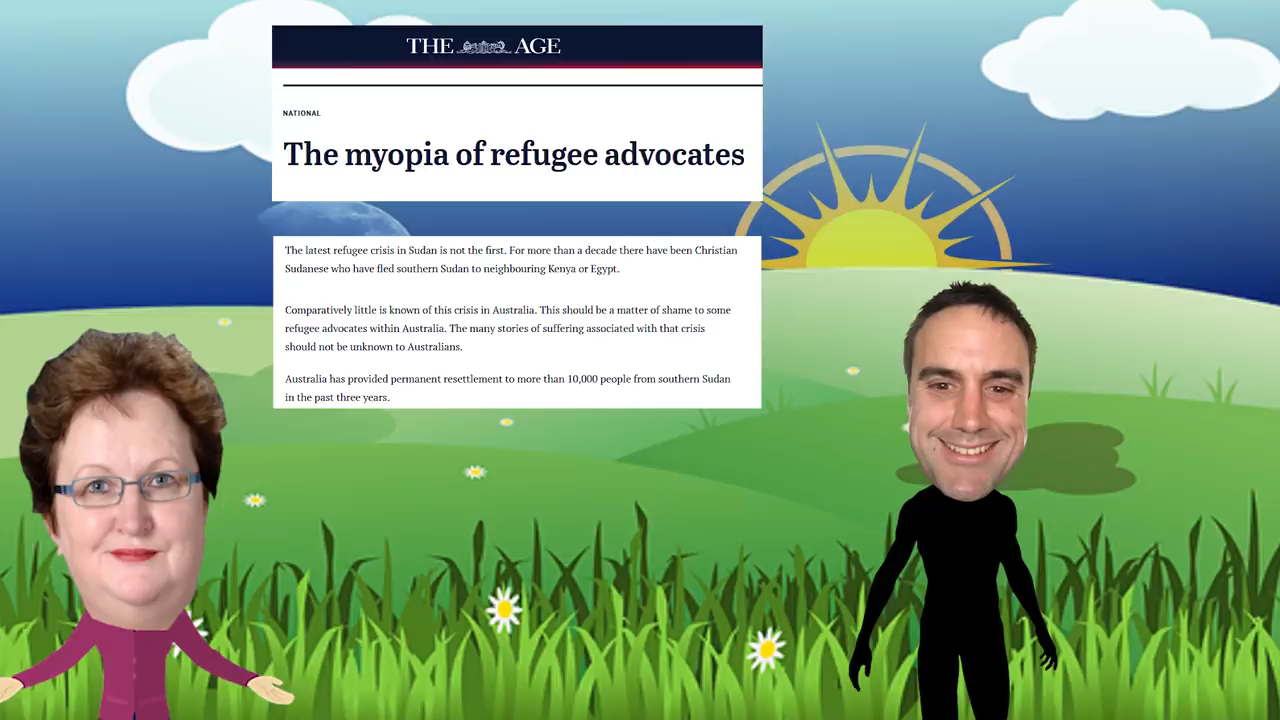 THE AGE
NATIONAL
The myopia of refugee advocates
The latest refugee crisis in Sudan is not the first. For more than a decade there have been Christian
Sudanese who have fled southern Sudan to neighbouring Kenya or Egypt.
Comparatively little is known of this crisis in Australia. This should be a matter of shame to some
refugee advocates within Australia. The many stories of suffering associated with that crisis
should not be unknown to Australians.
Australia has provided permanent resettlement to more than 10,000 people from southern Sudan
in the past three years.